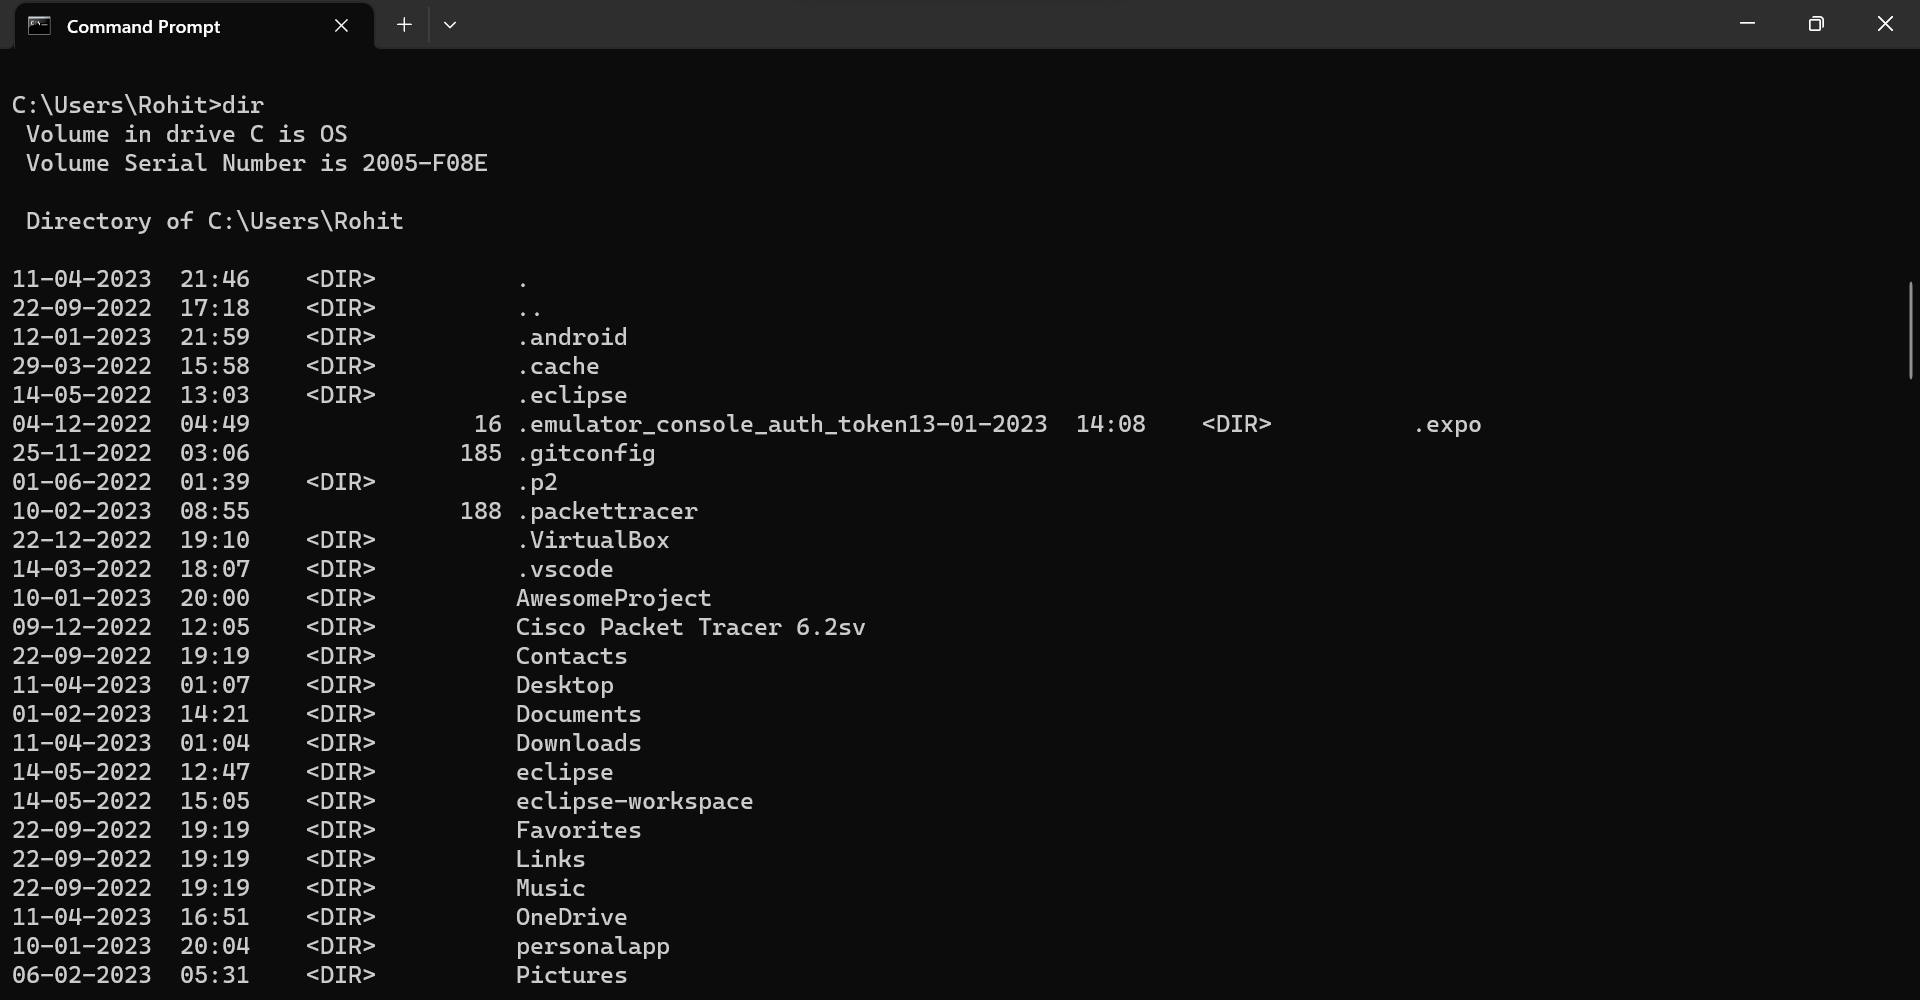 Command Prompt
C:\Users\Rohit>dir
 Volume in drive C is OS
 Volume Serial Number is 2005-F08E
 Directory of C:\Users\Rohit
11-04-2023  21:46    <DIR>          .
22-09-2022  17:18    <DIR>          ..
12-01-2023  21:59    <DIR>          .android
29-03-2022  15:58    <DIR>          .cache
14-05-2022  13:03    <DIR>          .eclipse
04-12-2022  04:49                16 .emulator_console_auth_token13-01-2023  14:08    <DIR>          .expo
25-11-2022  03:06               185 .gitconfig
01-06-2022  01:39    <DIR>          .p2
10-02-2023  08:55               188 .packettracer
22-12-2022  19:10    <DIR>          .VirtualBox
14-03-2022  18:07    <DIR>          .vscode
10-01-2023  20:00    <DIR>          AwesomeProject
09-12-2022  12:05    <DIR>          Cisco Packet Tracer 6.2sv
22-09-2022  19:19    <DIR>          Contacts
11-04-2023  01:07    <DIR>          Desktop
01-02-2023  14:21    <DIR>          Documents
11-04-2023  01:04    <DIR>          Downloads
14-05-2022  12:47    <DIR>          eclipse
14-05-2022  15:05    <DIR>          eclipse-workspace
22-09-2022  19:19    <DIR>          Favorites
22-09-2022  19:19    <DIR>          Links
22-09-2022  19:19    <DIR>          Music
11-04-2023  16:51    <DIR>          OneDrive
10-01-2023  20:04    <DIR>          personalapp
06-02-2023  05:31    <DIR>          Pictures